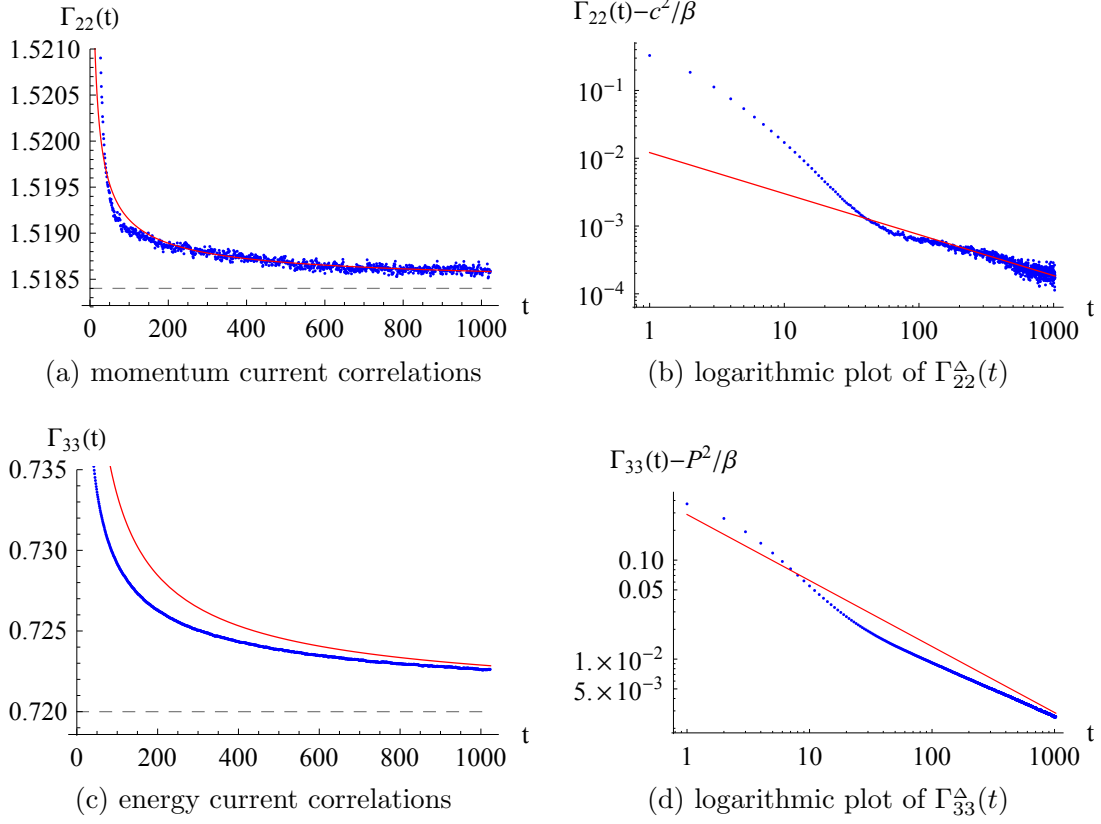 Γ22(t)
1.5210
1.5205
1.5200
1.5195
1.5190
1.5185
0 200 400 600 800 1000 t
(a) momentum current correlations
Γ22(t)−c²/β
10⁻¹
10⁻²
10⁻³
10⁻⁴
1 10 100 1000 t
(b) logarithmic plot of Γ₂₂^Δ(t)
Γ33(t)
0.735
0.730
0.725
0.720
0 200 400 600 800 1000 t
(c) energy current correlations
Γ33(t)−P²/β
0.10
0.05
1.×10⁻²
5.×10⁻³
1 10 100 1000 t
(d) logarithmic plot of Γ₃₃^Δ(t)